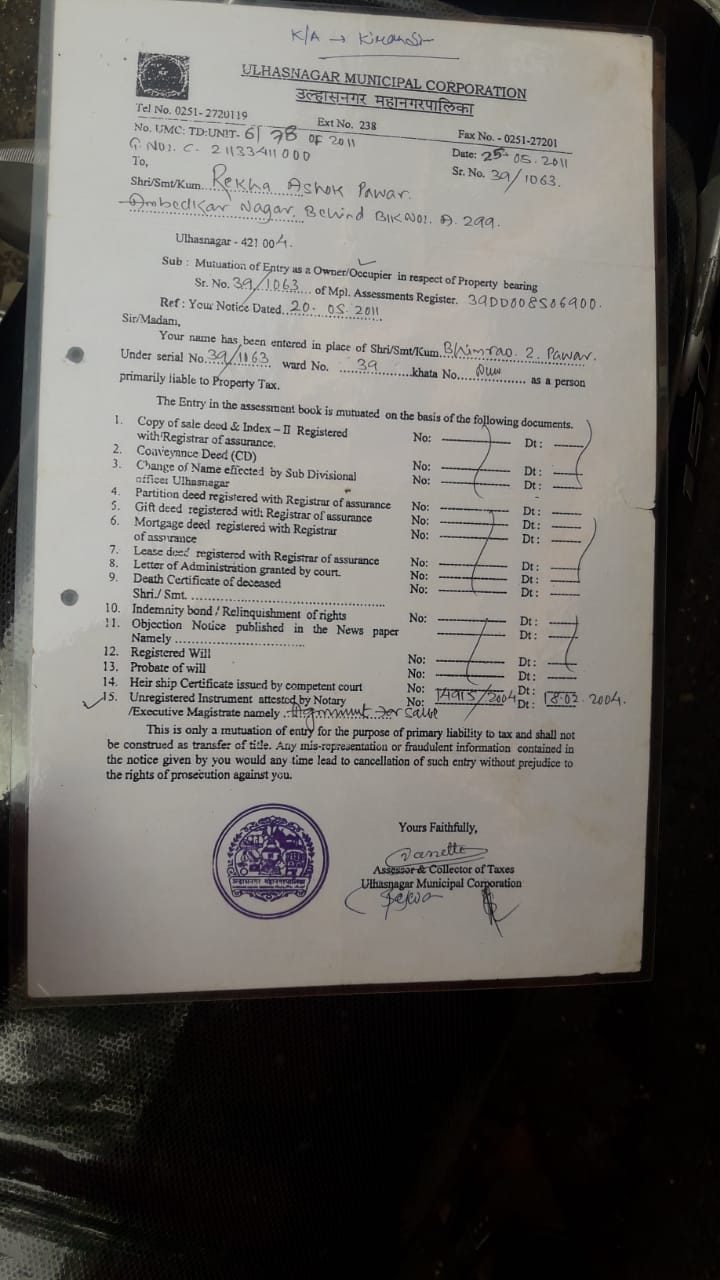 K/A →
ULHASNAGAR MUNICIPAL CORPORATION
उल्हासनगर महानगरपालिका
Tel No. 0251- 2720119 Ext No. 238 Fax No. - 0251-27201
No. UMC: TD:UNIT- 6/78 OF 2011 Date: 25-05.2011
G. NO: C. 21133411000 Sr. No. 39/1063.
To,
Shri/Smt/Kum. Rekha Ashok Pawar.
Ambedkar Nagar. Behind BLK NO: A. 299.
Ulhasnagar - 421 004.
Sub : Mutuation of Entry as a Owner/Occupier in respect of Property bearing
Sr. No. 39/1063 of Mpl. Assessments Register. 39DD008506900.
Ref : Your Notice Dated. 20. 05. 2011.
Sir/Madam,
Your name has been entered in place of Shri/Smt/Kum. Bhimrao. Z. Pawar.
Under serial No. 39/1063 ward No. 39 khata No. as a person
primarily liable to Property Tax.
The Entry in the assessment book is mutuated on the basis of the following documents.
1. Copy of sale deed & Index – II Registered No: Dt :
with Registrar of assurance.
2. Conveyance Deed (CD) No: Dt :
3. Change of Name effected by Sub Divisional No: Dt :
officer Ulhasnagar
4. Partition deed registered with Registrar of assurance No: Dt :
5. Gift deed registered with Registrar of assurance No: Dt :
6. Mortgage deed registered with Registrar No: Dt :
of assurance
7. Lease deed registered with Registrar of assurance No: Dt :
8. Letter of Administration granted by court. No: Dt :
9. Death Certificate of deceased No: Dt :
Shri./ Smt.
10. Indemnity bond / Relinquishment of rights No: Dt :
11. Objection Notice published in the News paper Dt :
Namely
12. Registered Will No: Dt :
13. Probate of will No: Dt :
14. Heir ship Certificate issued by competent court No: Dt :
15. Unregistered Instrument attested by Notary No: 14915/2004 Dt : 18.02.2004.
/Executive Magistrate namely. Agrement for Salse
This is only a mutuation of entry for the purpose of primary liability to tax and shall not
be construed as transfer of title. Any mis-representation or fraudulent information contained in
the notice given by you would any time lead to cancellation of such entry without prejudice to
the rights of prosecution against you.
Yours Faithfully,
Assessor & Collector of Taxes
Ulhasnagar Municipal Corporation